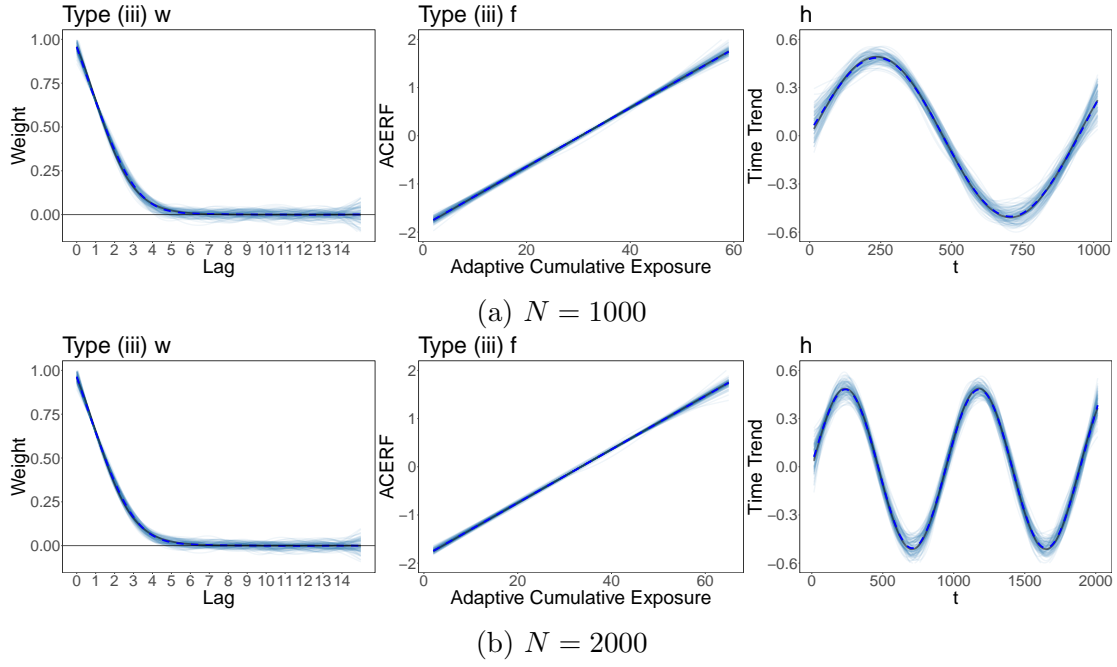 Type (iii) w
Type (iii) f
h
1.00
0.75
0.50
0.25
0.00
Weight
0 1 2 3 4 5 6 7 8 9 10 11 12 13 14
Lag
2
1
0
−1
−2
ACERF
0 20 40 60
Adaptive Cumulative Exposure
0.6
0.3
0.0
−0.3
−0.6
Time Trend
0 250 500 750 1000
t
(a) N = 1000
Type (iii) w
Type (iii) f
h
1.00
0.75
0.50
0.25
0.00
Weight
0 1 2 3 4 5 6 7 8 9 10 11 12 13 14
Lag
2
1
0
−1
−2
ACERF
0 20 40 60
Adaptive Cumulative Exposure
0.6
0.3
0.0
−0.3
−0.6
Time Trend
0 500 1000 1500 2000
t
(b) N = 2000